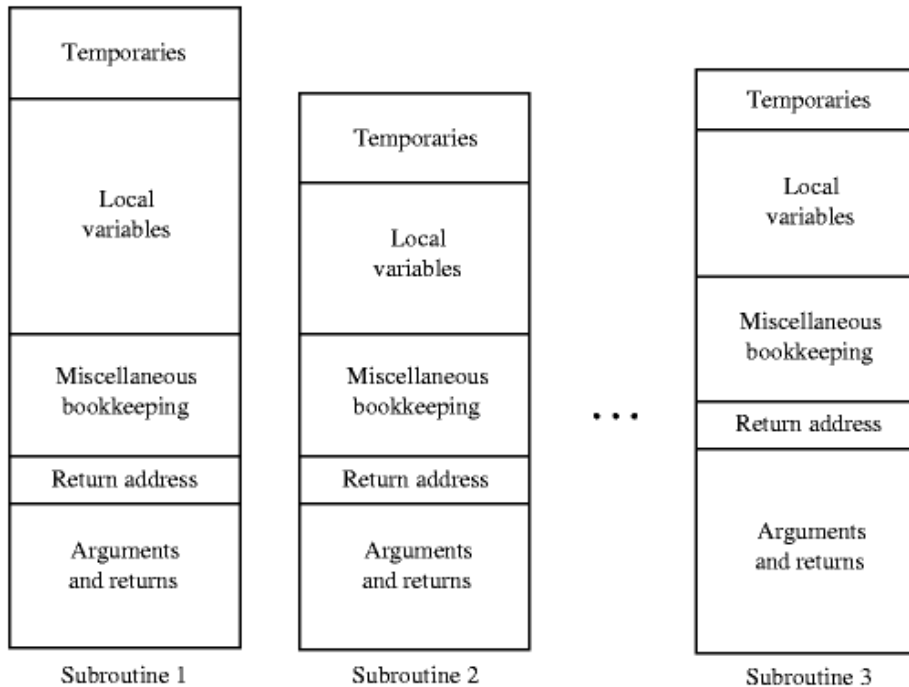 Temporaries
Local
variables
Miscellaneous
bookkeeping
Return address
Arguments
and returns
Subroutine 1
Temporaries
Local
variables
Miscellaneous
bookkeeping
Return address
Arguments
and returns
Subroutine 2
...
Temporaries
Local
variables
Miscellaneous
bookkeeping
Return address
Arguments
and returns
Subroutine 3